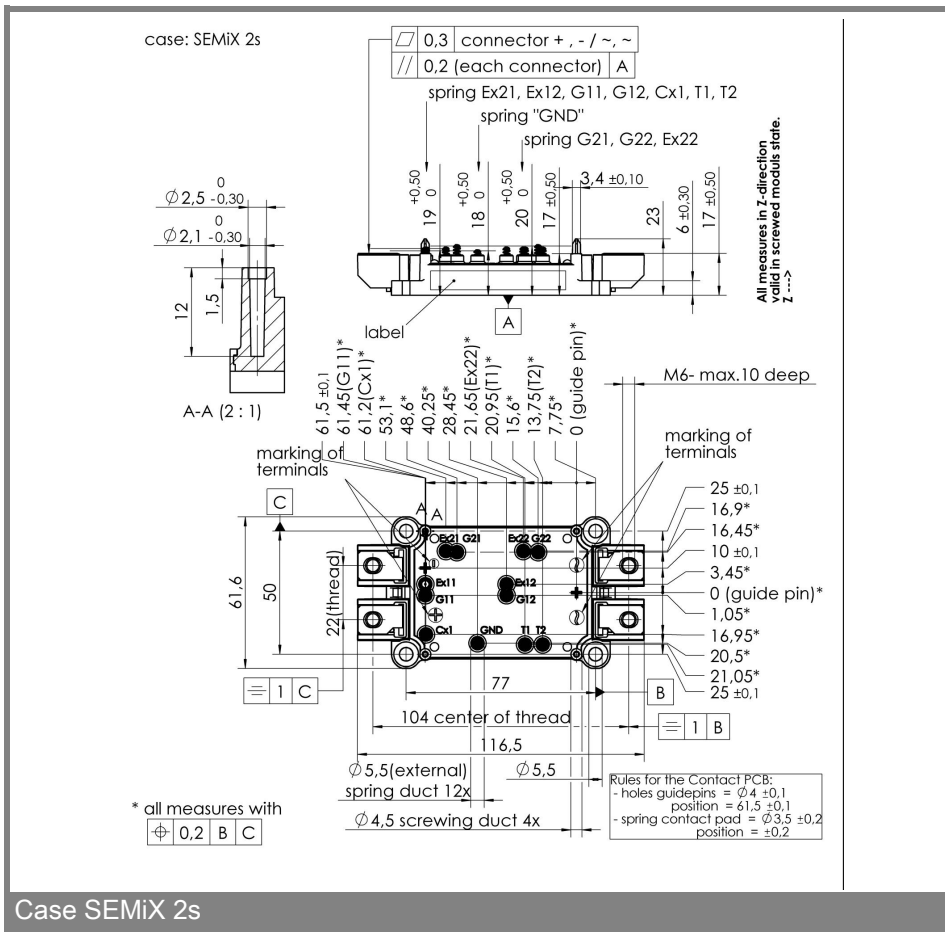 case: SEMiX 2s
0,3 connector + , - / ~, ~
// 0,2 (each connector) A
spring Ex21, Ex12, G11, G12, Cx1, T1, T2
spring "GND"
spring G21, G22, Ex22
All measures in Z-direction
valid in screwed moduls state.
Z --->
19 +0,50 0
18 +0,50 0
20 +0,50 0
17 ±0,50
3,4 ±0,10
23
6 ±0,30
17 ±0,50
Ø 2,5 0 -0,30
Ø 2,1 0 -0,30
12
1,5
A-A (2 : 1)
label
A
61,5 ±0,1
61,45(G11)*
61,2(Cx1)*
53,1*
48,6*
40,25*
28,45*
21,65(Ex22)*
20,95(T1)*
15,6*
13,75(T2)*
7,75*
0 (guide pin)*
M6- max.10 deep
marking of
terminals
marking of
terminals
C
A A
Ex21 G21 Ex22 G22
Ex11 Ex12
G11 G12
Cx1 GND T1 T2
61,6
50
22(thread)
25 ±0,1
16,9*
16,45*
10 ±0,1
3,45*
0 (guide pin)*
1,05*
16,95*
20,5*
21,05*
25 ±0,1
1 C
77
B
104 center of thread
1 B
116,5
Ø 5,5(external)
spring duct 12x
Ø 5,5
Ø 4,5 screwing duct 4x
* all measures with
0,2 B C
Rules for the Contact PCB:
- holes guidepins = Ø4 ±0,1
position = 61,5 ±0,1
- spring contact pad = Ø3,5 ±0,2
position = ±0,2
Case SEMiX 2s